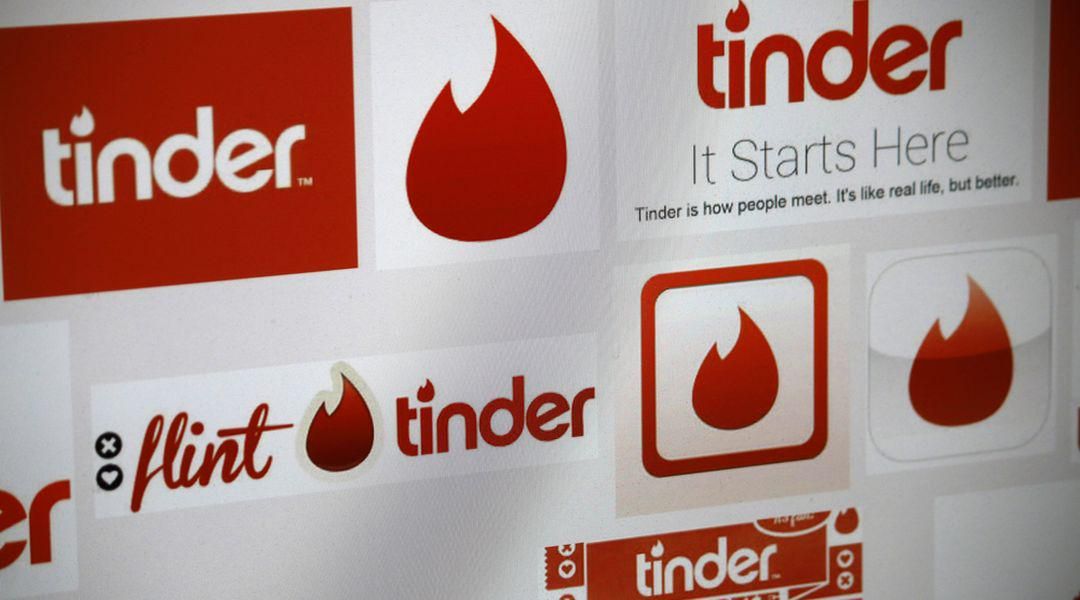 tinder™
tinder
It Starts Here
Tinder is how people meet. It's like real life, but better.
flint
tinder
er
tinder